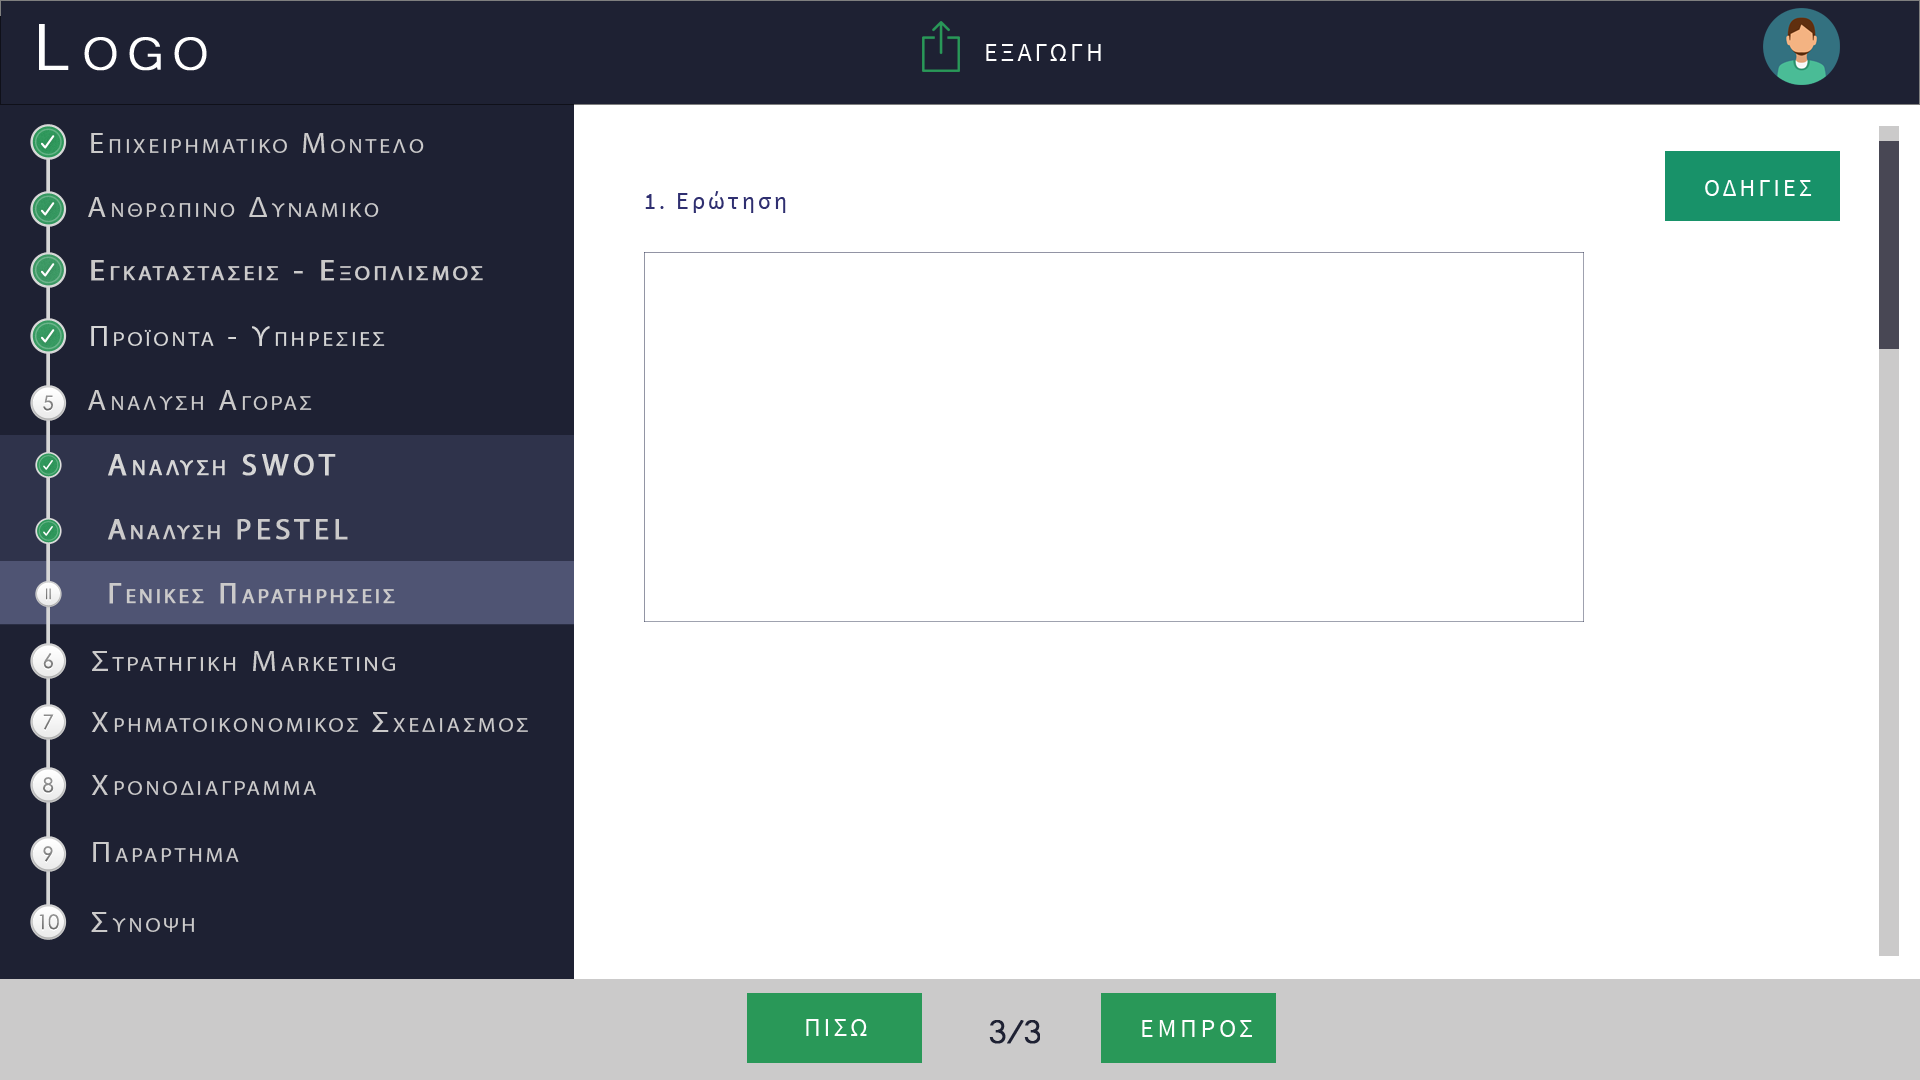 Logo
ΕΞΑΓΩΓΗ
Επιχειρηματικο Μοντελο
Ανθρωπινο Δυναμικο
Εγκαταστασεις - Εξοπλισμος
Προϊοντα - Υπηρεσιες
5 Αναλυση Αγορας
Αναλυση SWOT
Αναλυση PESTEL
II Γενικες Παρατηρησεις
6 Στρατηγικη Marketing
7 Χρηματοικονομικος Σχεδιασμος
8 Χρονοδιαγραμμα
9 Παραρτημα
10 Συνοψη
ΟΔΗΓΙΕΣ
1. Ερώτηση
ΠΙΣΩ
3/3
ΕΜΠΡΟΣ